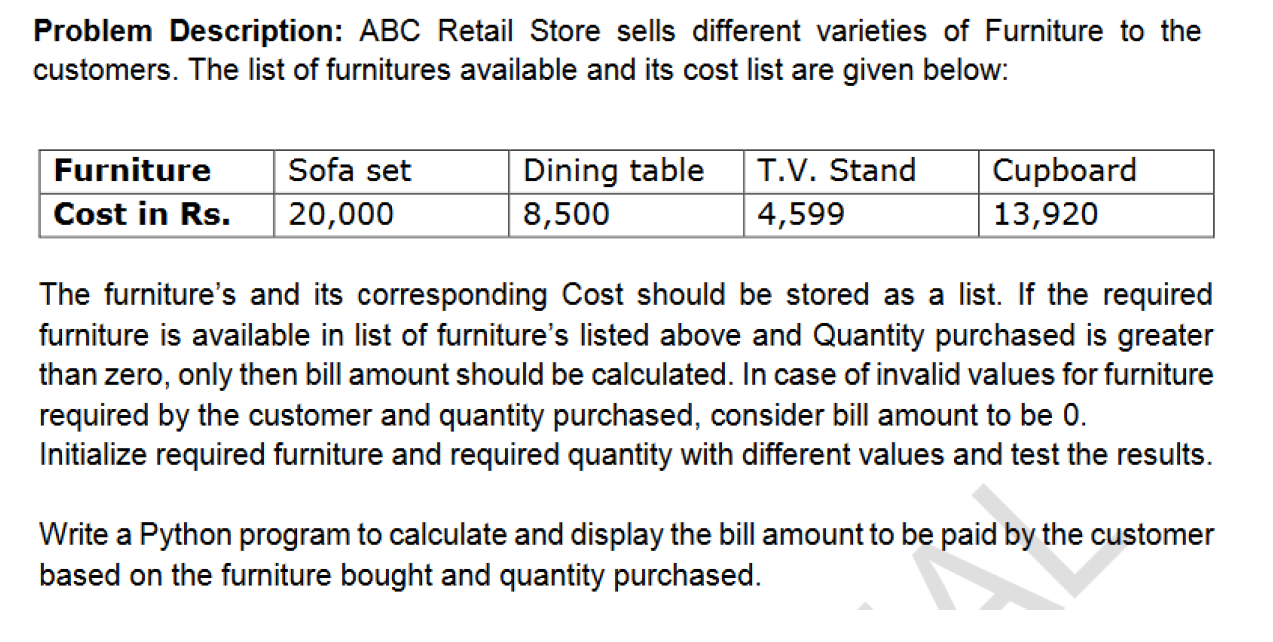 Problem Description: ABC Retail Store sells different varieties of Furniture to the
customers. The list of furnitures available and its cost list are given below:
Furniture Sofa set Dining table T.V. Stand Cupboard
Cost in Rs. 20,000 8,500 4,599 13,920
The furniture's and its corresponding Cost should be stored as a list. If the required
furniture is available in list of furniture's listed above and Quantity purchased is greater
than zero, only then bill amount should be calculated. In case of invalid values for furniture
required by the customer and quantity purchased, consider bill amount to be 0.
Initialize required furniture and required quantity with different values and test the results.
Write a Python program to calculate and display the bill amount to be paid by the customer
based on the furniture bought and quantity purchased.